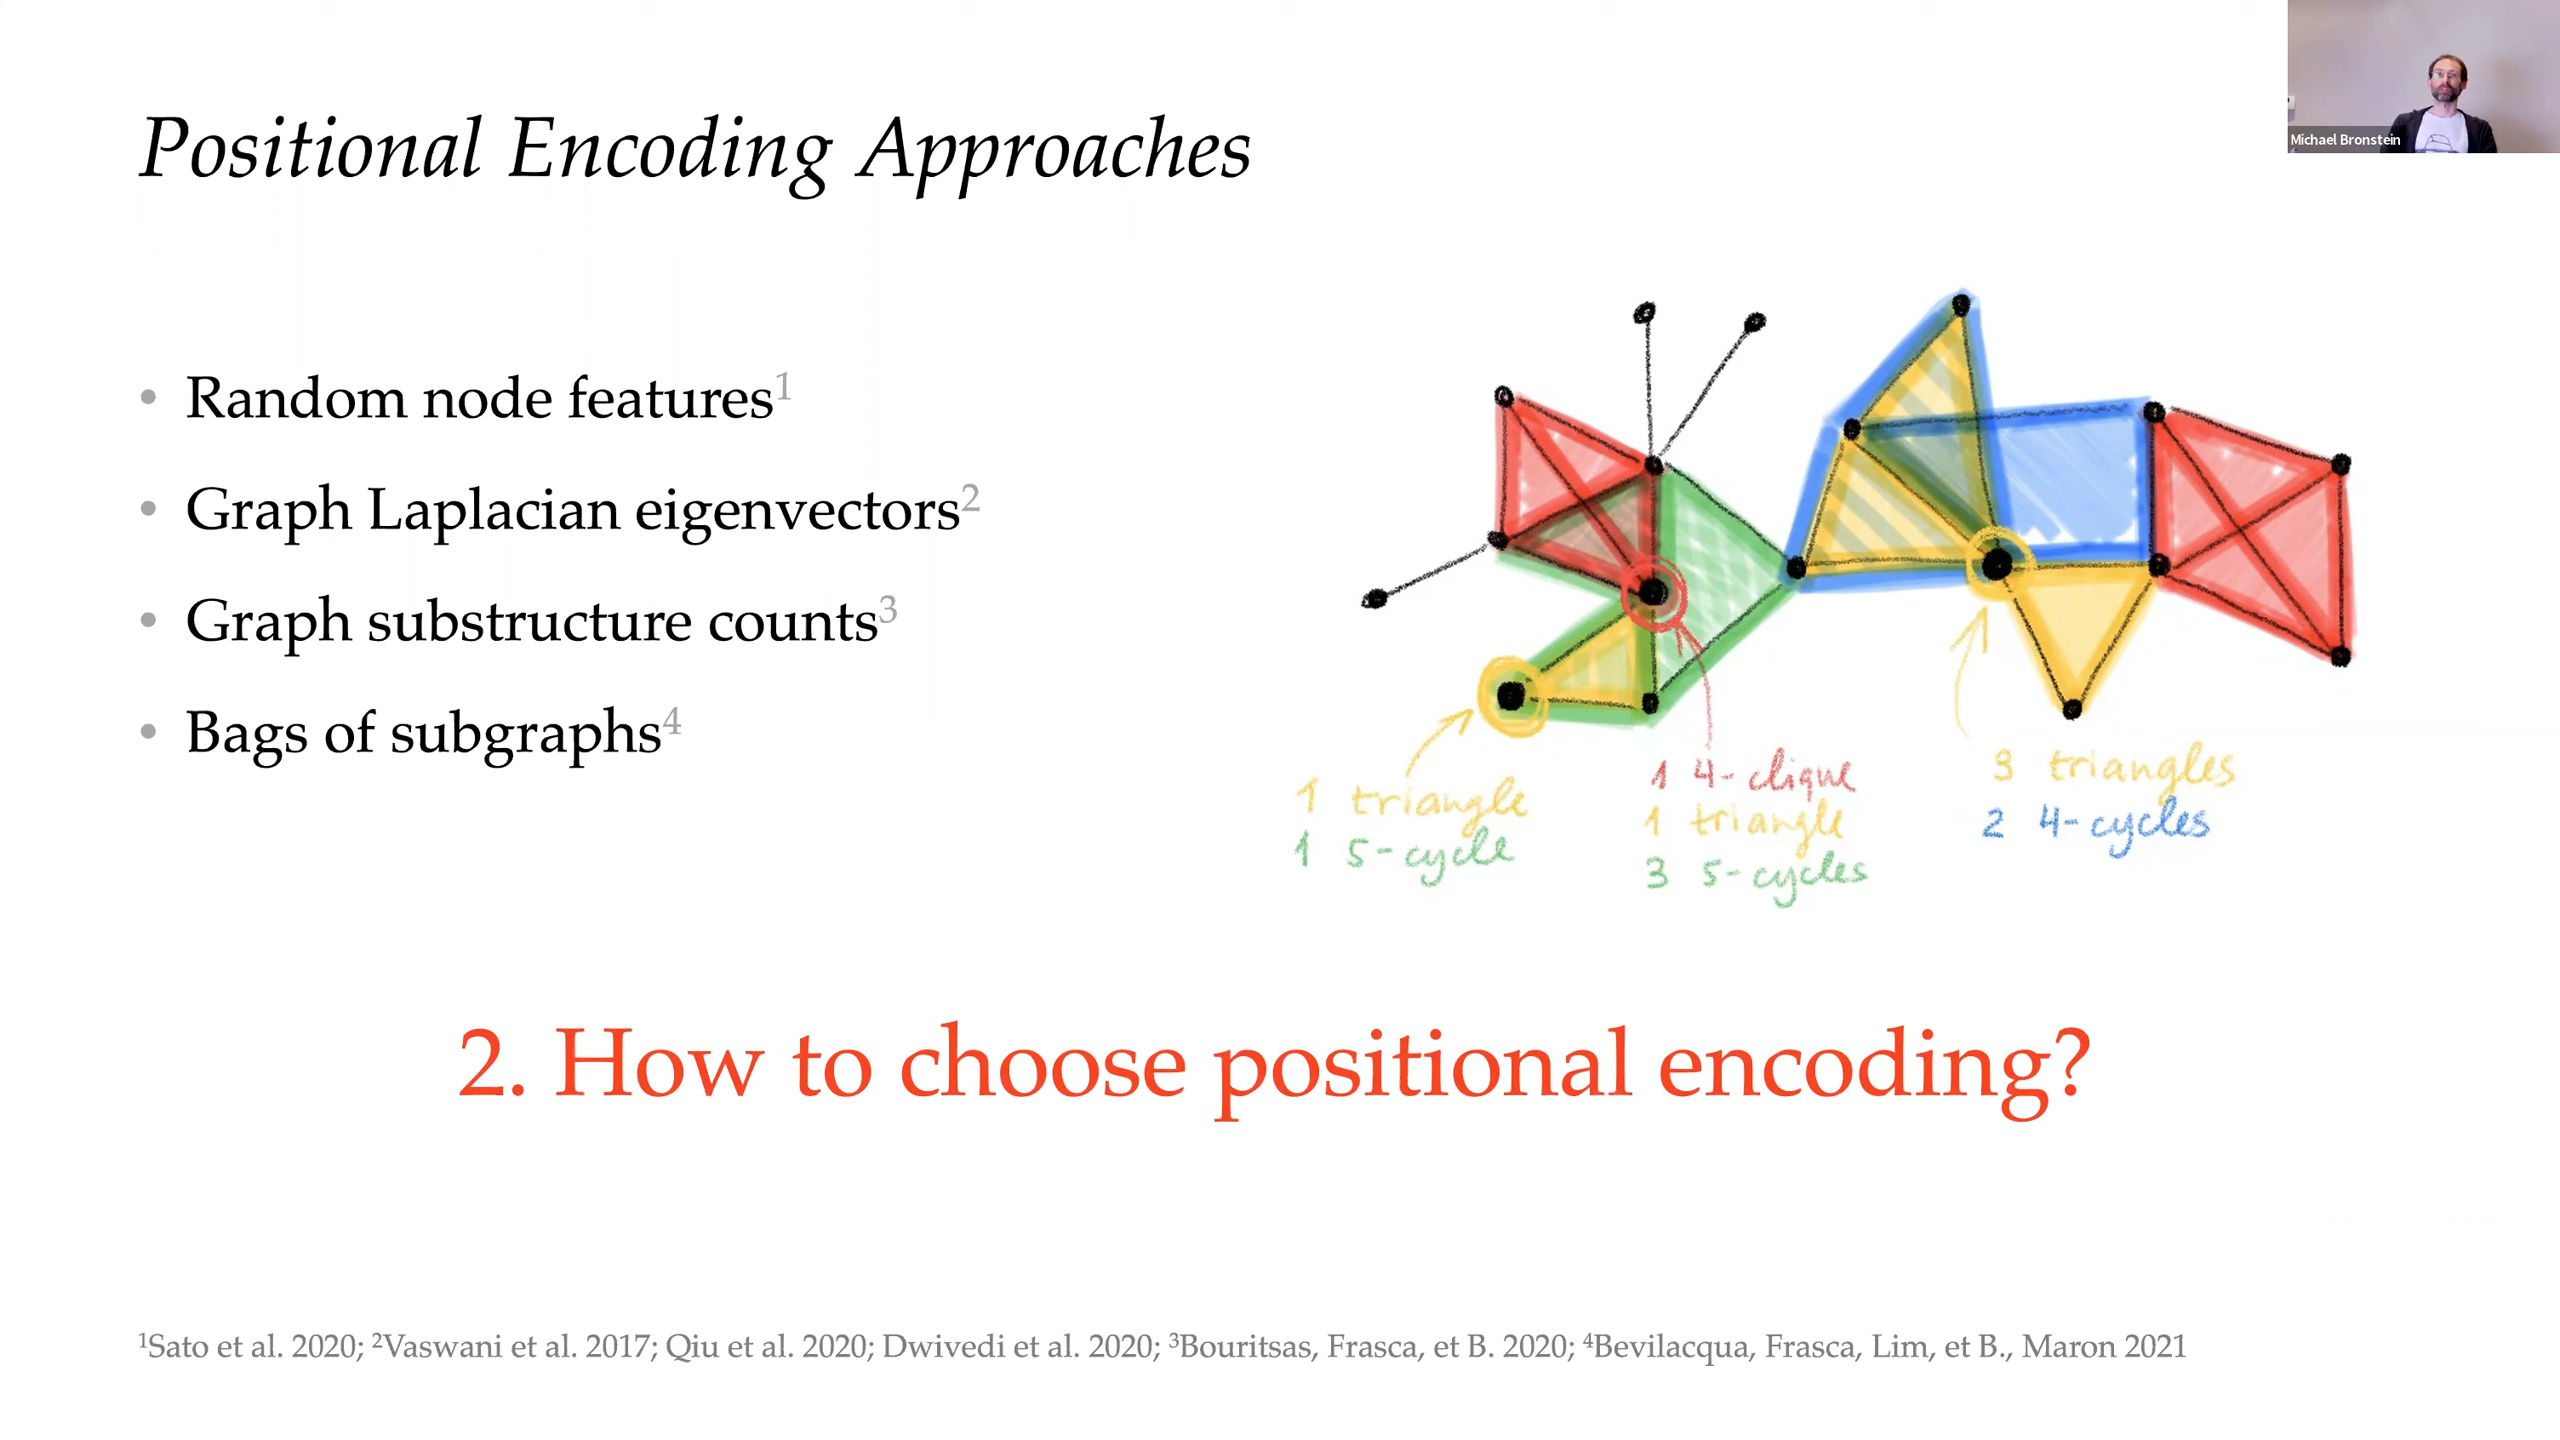 Michael Bronstein
Positional Encoding Approaches
• Random node features¹
• Graph Laplacian eigenvectors²
• Graph substructure counts³
• Bags of subgraphs⁴
1 triangle
1 5-cycle
1 4-clique
1 triangle
3 5-cycles
3 triangles
2 4-cycles
2. How to choose positional encoding?
¹Sato et al. 2020; ²Vaswani et al. 2017; Qiu et al. 2020; Dwivedi et al. 2020; ³Bouritsas, Frasca, et B. 2020; ⁴Bevilacqua, Frasca, Lim, et B., Maron 2021